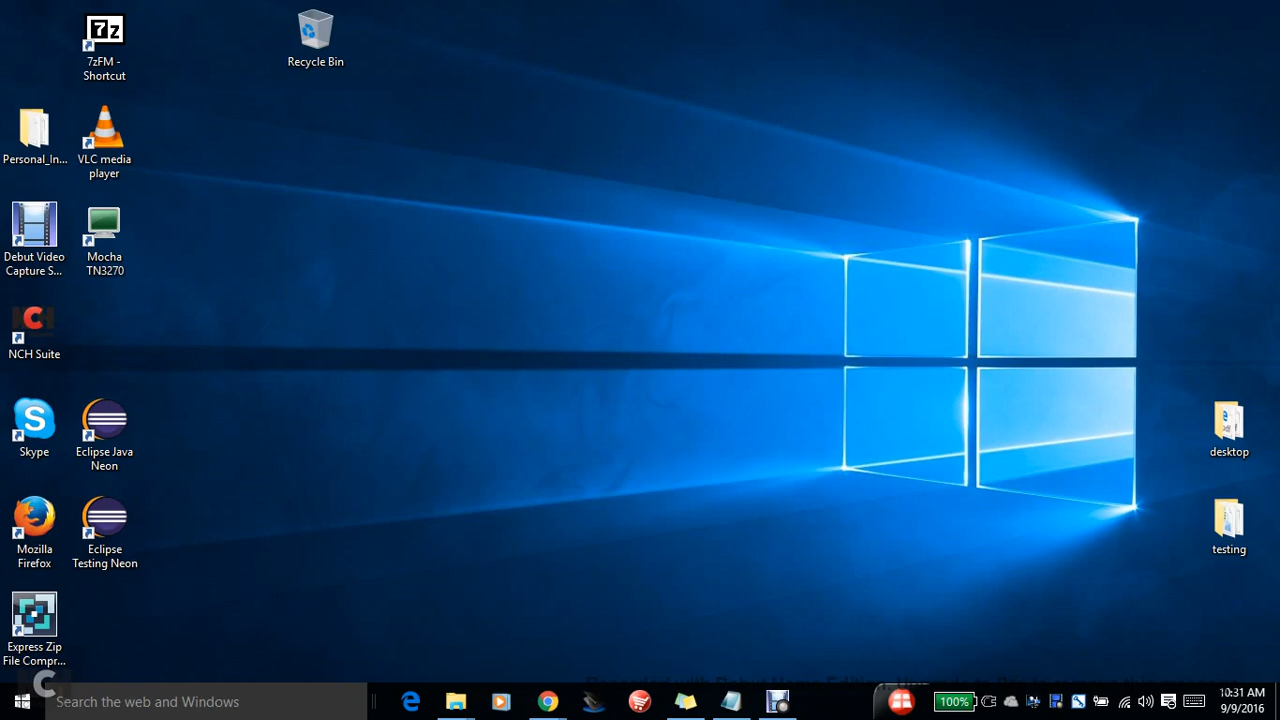 7z
7zFM -
Shortcut
Recycle Bin
Personal_In...
VLC media
player
Debut Video
Capture S...
Mocha
TN3270
NCH
NCH Suite
Skype
Eclipse Java
Neon
desktop
Mozilla
Firefox
Eclipse
Testing Neon
testing
Express Zip
File Compr...
Search the web and Windows
100%
10:31 AM
9/9/2016